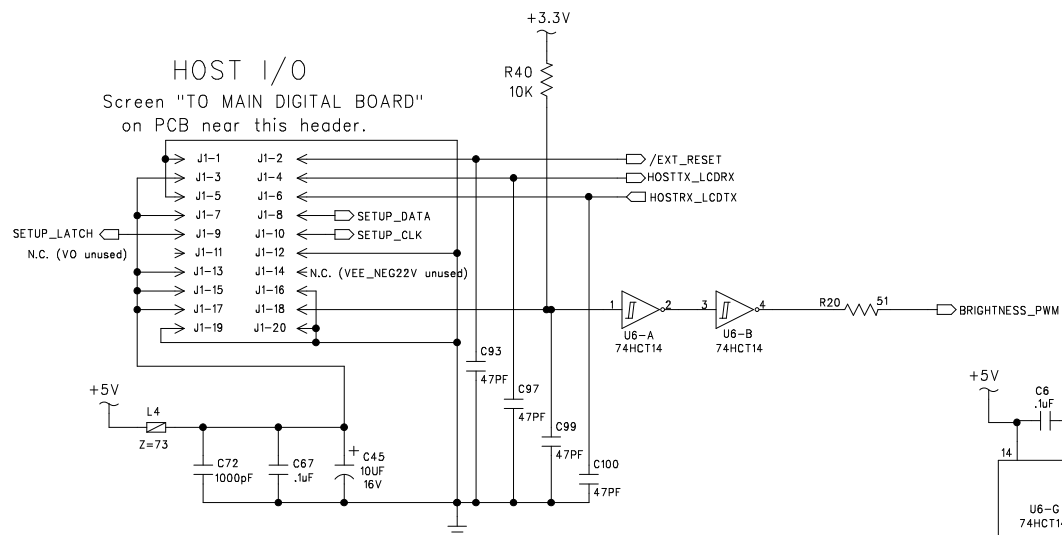 +3.3V
R40
10K
HOST I/O
Screen "TO MAIN DIGITAL BOARD"
on PCB near this header.
J1-1 J1-2 /EXT_RESET
J1-3 J1-4 HOSTTX_LCDRX
J1-5 J1-6 HOSTRX_LCDTX
J1-7 J1-8 SETUP_DATA
SETUP_LATCH J1-9 J1-10 SETUP_CLK
N.C. (VO unused) J1-11 J1-12
J1-13 J1-14 N.C. (VEE_NEG22V unused)
J1-15 J1-16
J1-17 J1-18
J1-19 J1-20
1 2 3 4
U6-A
74HCT14
U6-B
74HCT14
R20 51
BRIGHTNESS_PWM
C93
47PF
C97
47PF
C99
47PF
C100
47PF
+5V
L4
Z=73
C72
1000pF
C67
.1uF
+
C45
10UF
16V
+5V
C6
.1uF
14
U6-G
74HCT14